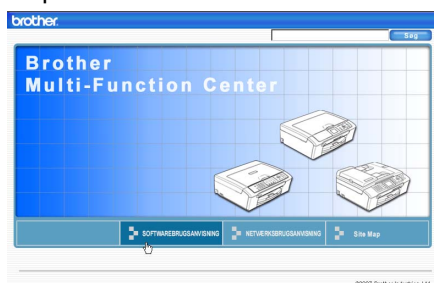 brother.
Søg
Brother
Multi-Function Center
SOFTWAREBRUGSANVISNING
NETVÆRKSBRUGSANVISNING
Site Map